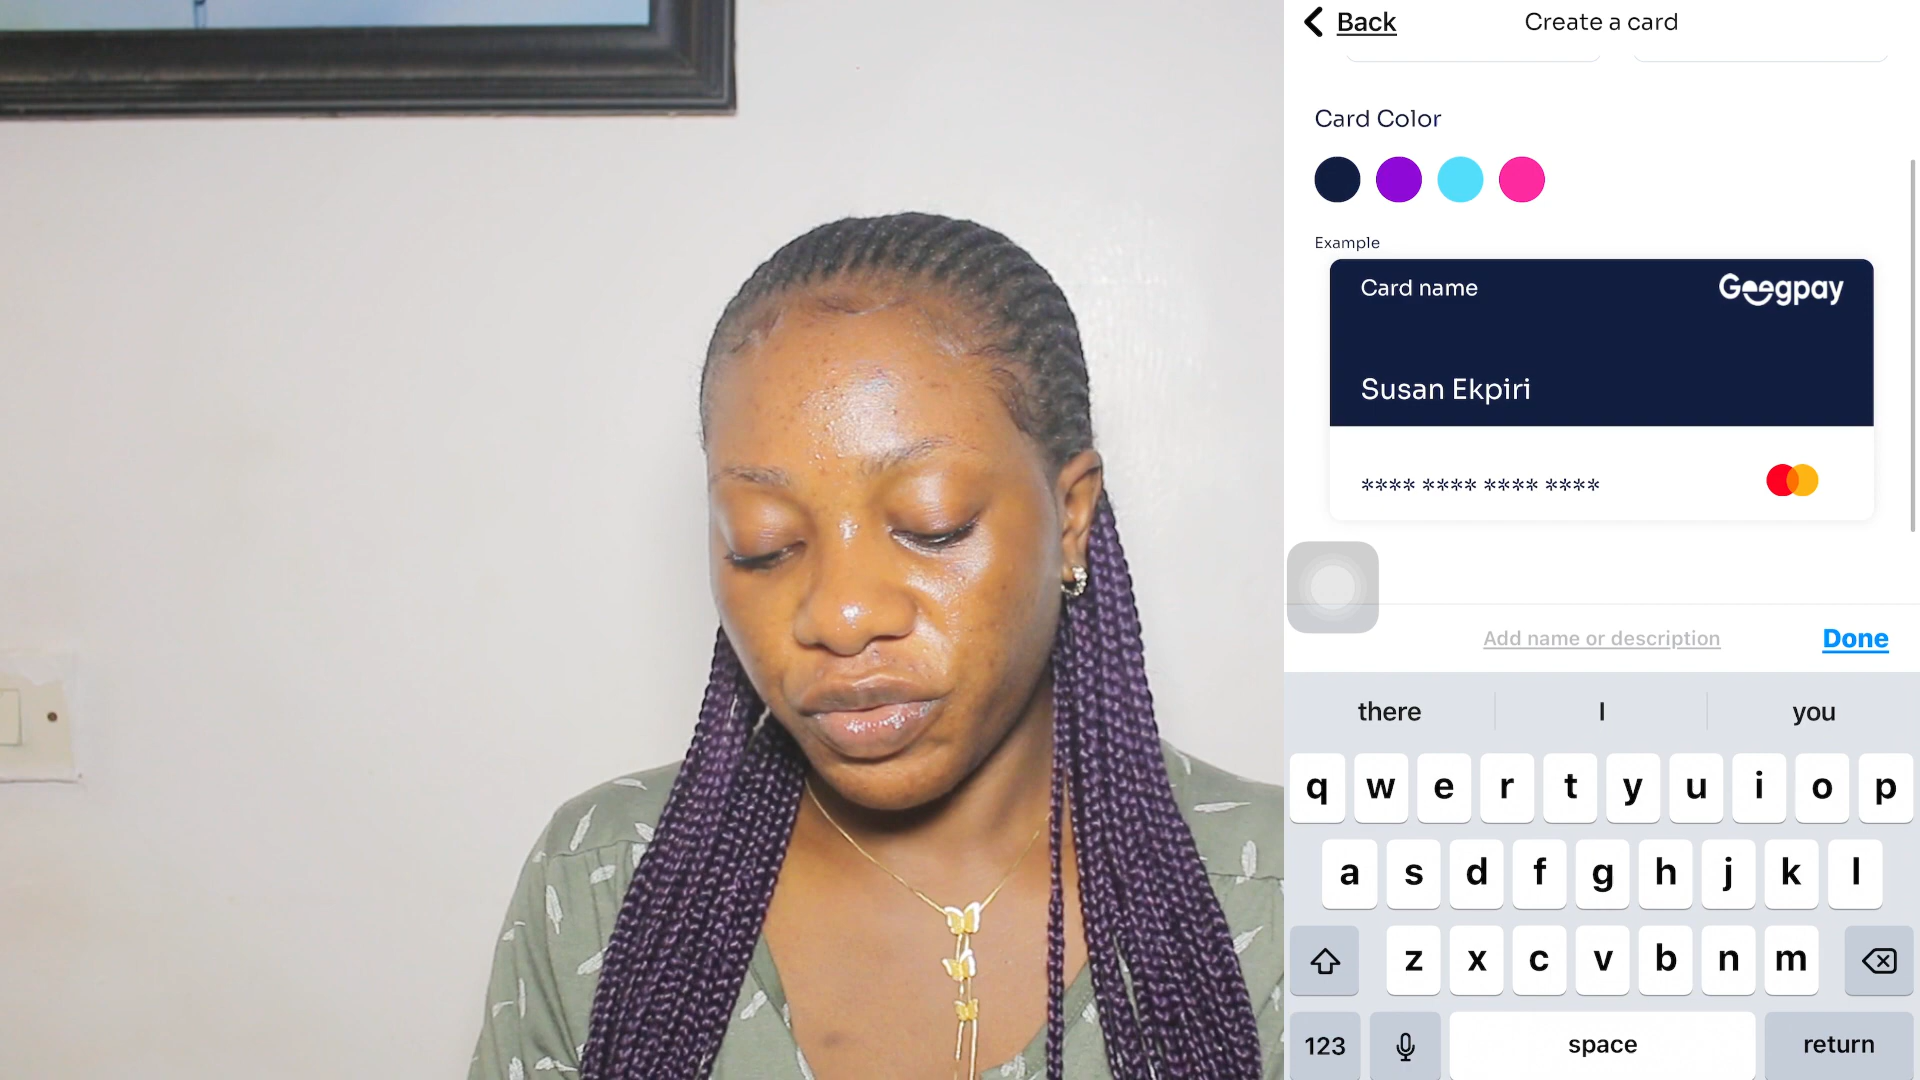 Back
Create a card
Card Color
Example
Card name
Geegpay
Susan Ekpiri
**** **** **** ****
Add name or description
Done
there
I
you
q w e r t y u i o p
a s d f g h j k l
z x c v b n m
123
space
return